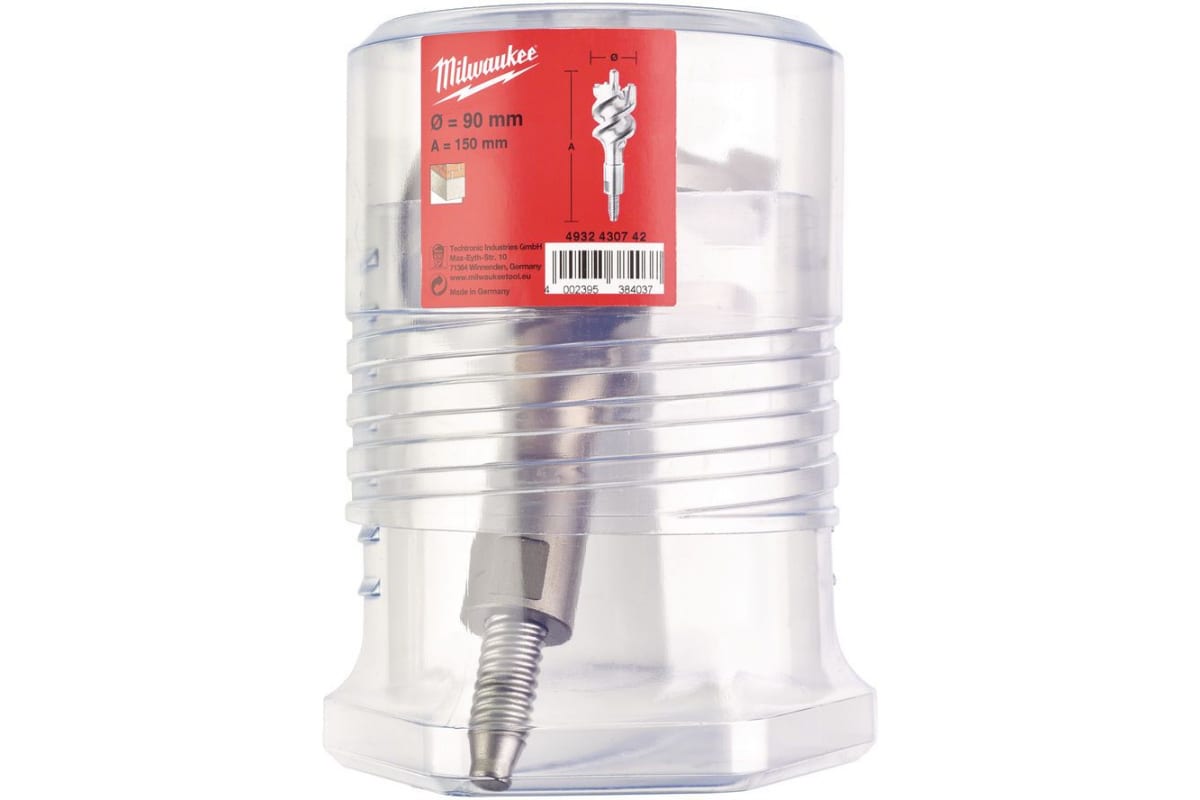 Milwaukee
Ø
Ø = 90 mm
A = 150 mm
A
4932 4307 42
Techtronic Industries GmbH
Max-Eyth-Str. 10
71364 Winnenden, Germany
www.milwaukeetool.eu
Made in Germany
4 002395 384037